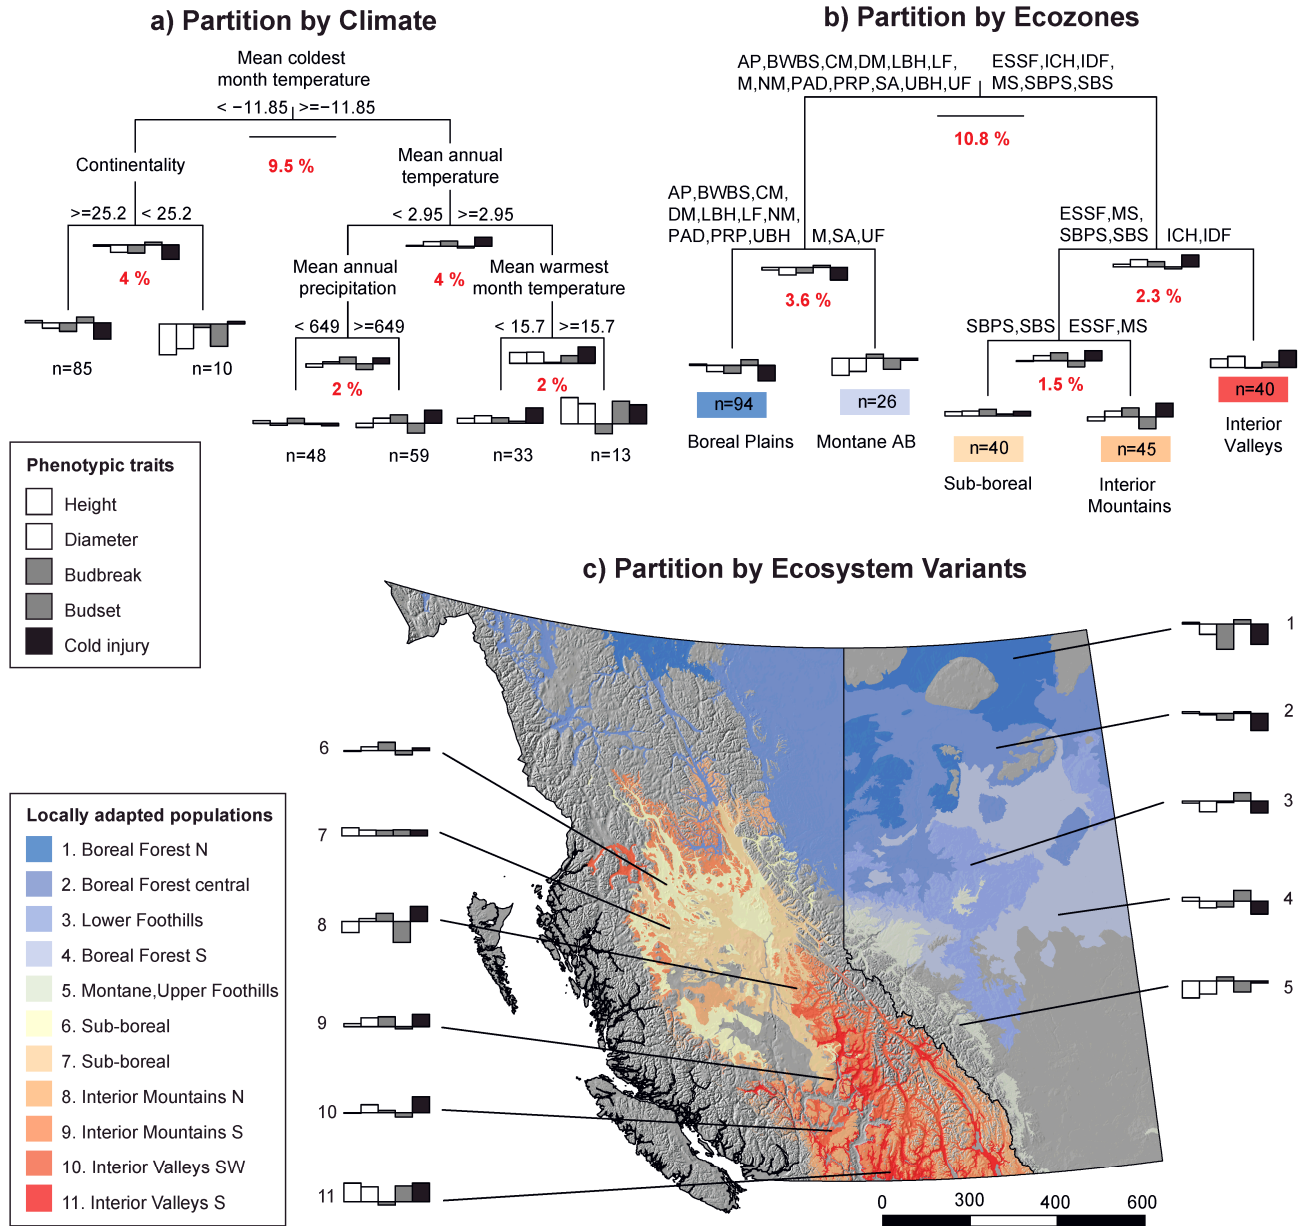 a) Partition by Climate
Mean coldest
month temperature
< −11.85 >=−11.85
9.5 %
Continentality
>=25.2 < 25.2
4 %
n=85
n=10
Mean annual
temperature
< 2.95 >=2.95
4 %
Mean annual
precipitation
< 649 >=649
2 %
n=48
n=59
Mean warmest
month temperature
< 15.7 >=15.7
2 %
n=33
n=13
b) Partition by Ecozones
AP,BWBS,CM,DM,LBH,LF,
M,NM,PAD,PRP,SA,UBH,UF
ESSF,ICH,IDF,
MS,SBPS,SBS
10.8 %
AP,BWBS,CM,
DM,LBH,LF,NM,
PAD,PRP,UBH
M,SA,UF
3.6 %
n=94
Boreal Plains
n=26
Montane AB
ESSF,MS,
SBPS,SBS
ICH,IDF
2.3 %
SBPS,SBS
ESSF,MS
1.5 %
n=40
Sub-boreal
n=45
Interior
Mountains
n=40
Interior
Valleys
Phenotypic traits
Height
Diameter
Budbreak
Budset
Cold injury
c) Partition by Ecosystem Variants
1
2
3
4
5
6
7
8
9
10
11
Locally adapted populations
1. Boreal Forest N
2. Boreal Forest central
3. Lower Foothills
4. Boreal Forest S
5. Montane,Upper Foothills
6. Sub-boreal
7. Sub-boreal
8. Interior Mountains N
9. Interior Mountains S
10. Interior Valleys SW
11. Interior Valleys S
0 300 400 600